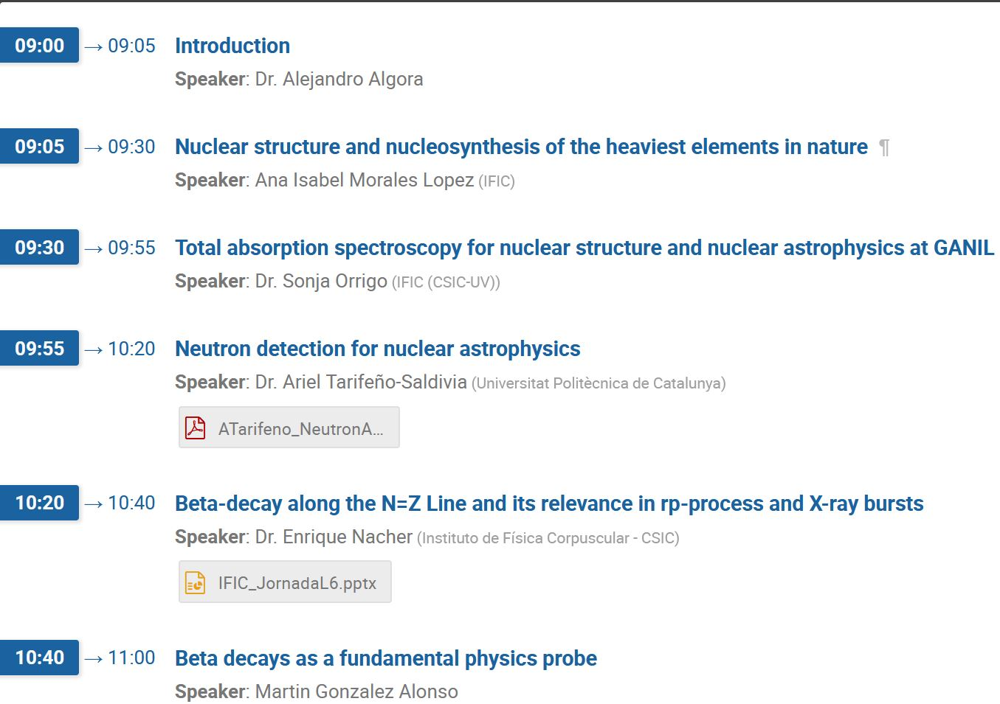 09:00 → 09:05 Introduction
Speaker: Dr. Alejandro Algora
09:05 → 09:30 Nuclear structure and nucleosynthesis of the heaviest elements in nature ¶
Speaker: Ana Isabel Morales Lopez (IFIC)
09:30 → 09:55 Total absorption spectroscopy for nuclear structure and nuclear astrophysics at GANIL
Speaker: Dr. Sonja Orrigo (IFIC (CSIC-UV))
09:55 → 10:20 Neutron detection for nuclear astrophysics
Speaker: Dr. Ariel Tarifeño-Saldivia (Universitat Politècnica de Catalunya)
ATarifeno_NeutronA...
10:20 → 10:40 Beta-decay along the N=Z Line and its relevance in rp-process and X-ray bursts
Speaker: Dr. Enrique Nacher (Instituto de Física Corpuscular - CSIC)
IFIC_JornadaL6.pptx
10:40 → 11:00 Beta decays as a fundamental physics probe
Speaker: Martin Gonzalez Alonso